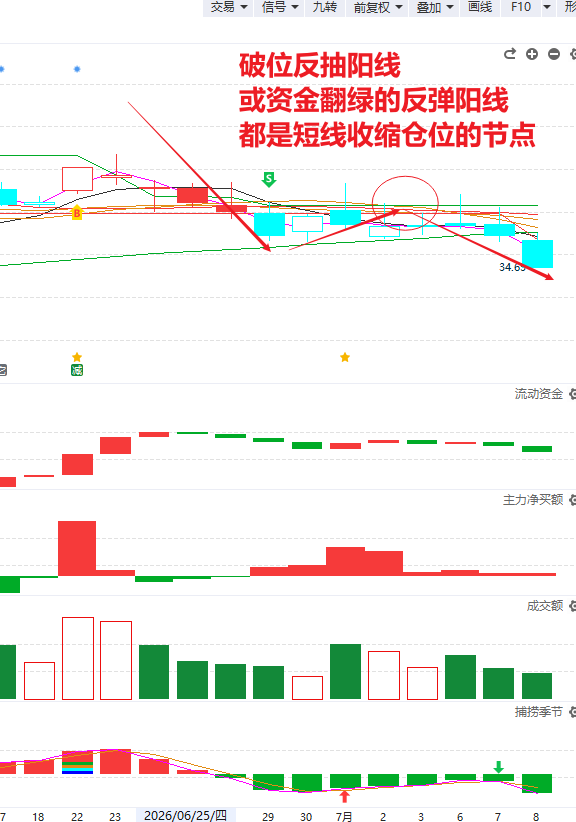 交易 信号 九转 前复权 叠加 画线 F10
破位反抽阳线
或资金翻绿的反弹阳线
都是短线收缩仓位的节点
S
B
34.65
减
流动资金
主力净买额
成交额
捕捞季节
7 18 22 23 2026/06/25/四 29 30 7月 2 3 6 7 8